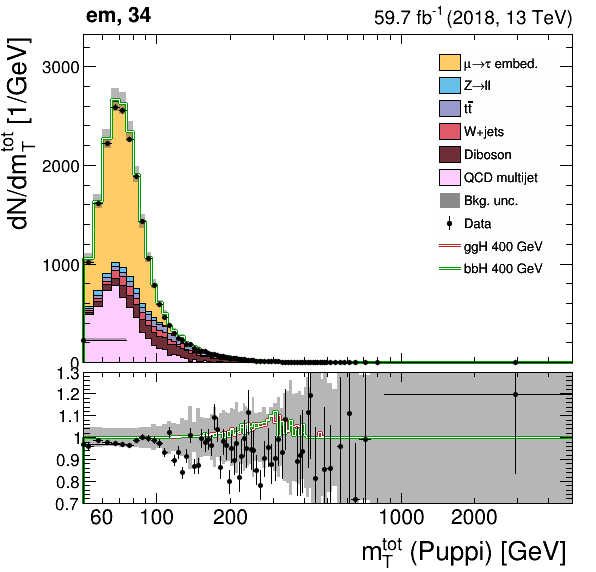 em, 34
59.7 fb⁻¹ (2018, 13 TeV)
dN/dm_T^tot [1/GeV]
3000
2000
1000
0
μ→τ embed.
Z→ll
tt̅
W+jets
Diboson
QCD multijet
Bkg. unc.
Data
ggH 400 GeV
bbH 400 GeV
1.3
1.2
1.1
1.0
0.9
0.8
0.7
60 100 200 1000 2000
m_T^tot (Puppi) [GeV]